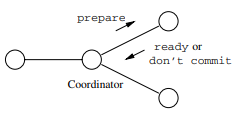 prepare
ready or
don't commit
Coordinator